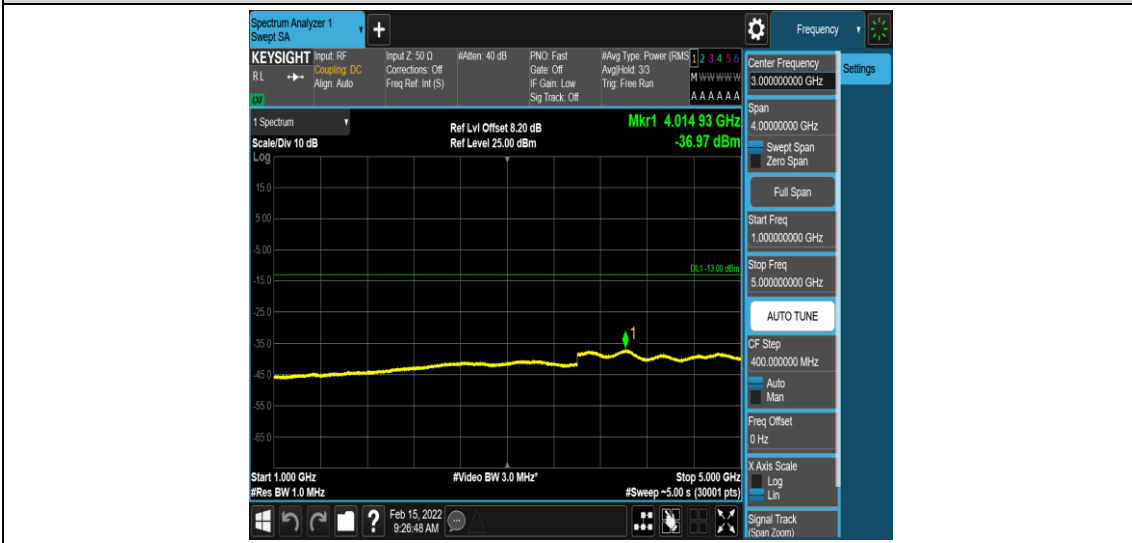 Spectrum Analyzer 1
Swept SA
+
Frequency
KEYSIGHT
RL
LXI
Input: RF
Coupling: DC
Align: Auto
Input Z: 50 Ω
Corrections: Off
Freq Ref: Int (S)
#Atten: 40 dB
PNO: Fast
Gate: Off
IF Gain: Low
Sig Track: Off
#Avg Type: Power (RMS
Avg|Hold: 3/3
Trig: Free Run
1 2 3 4 5 6
M W W W W W
A A A A A A
1 Spectrum
Scale/Div 10 dB
Log
Ref Lvl Offset 8.20 dB
Ref Level 25.00 dBm
Mkr1 4.014 93 GHz
-36.97 dBm
15.0
5.00
-5.00
DL1 -13.00 dBm
-15.0
-25.0
1
-35.0
-45.0
-55.0
-65.0
Start 1.000 GHz
#Res BW 1.0 MHz
#Video BW 3.0 MHz*
Stop 5.000 GHz
#Sweep ~5.00 s (30001 pts)
?
Feb 15, 2022
9:26:48 AM
Center Frequency
3.000000000 GHz
Settings
Span
4.00000000 GHz
Swept Span
Zero Span
Full Span
Start Freq
1.000000000 GHz
Stop Freq
5.000000000 GHz
AUTO TUNE
CF Step
400.000000 MHz
Auto
Man
Freq Offset
0 Hz
X Axis Scale
Log
Lin
Signal Track
(Span Zoom)